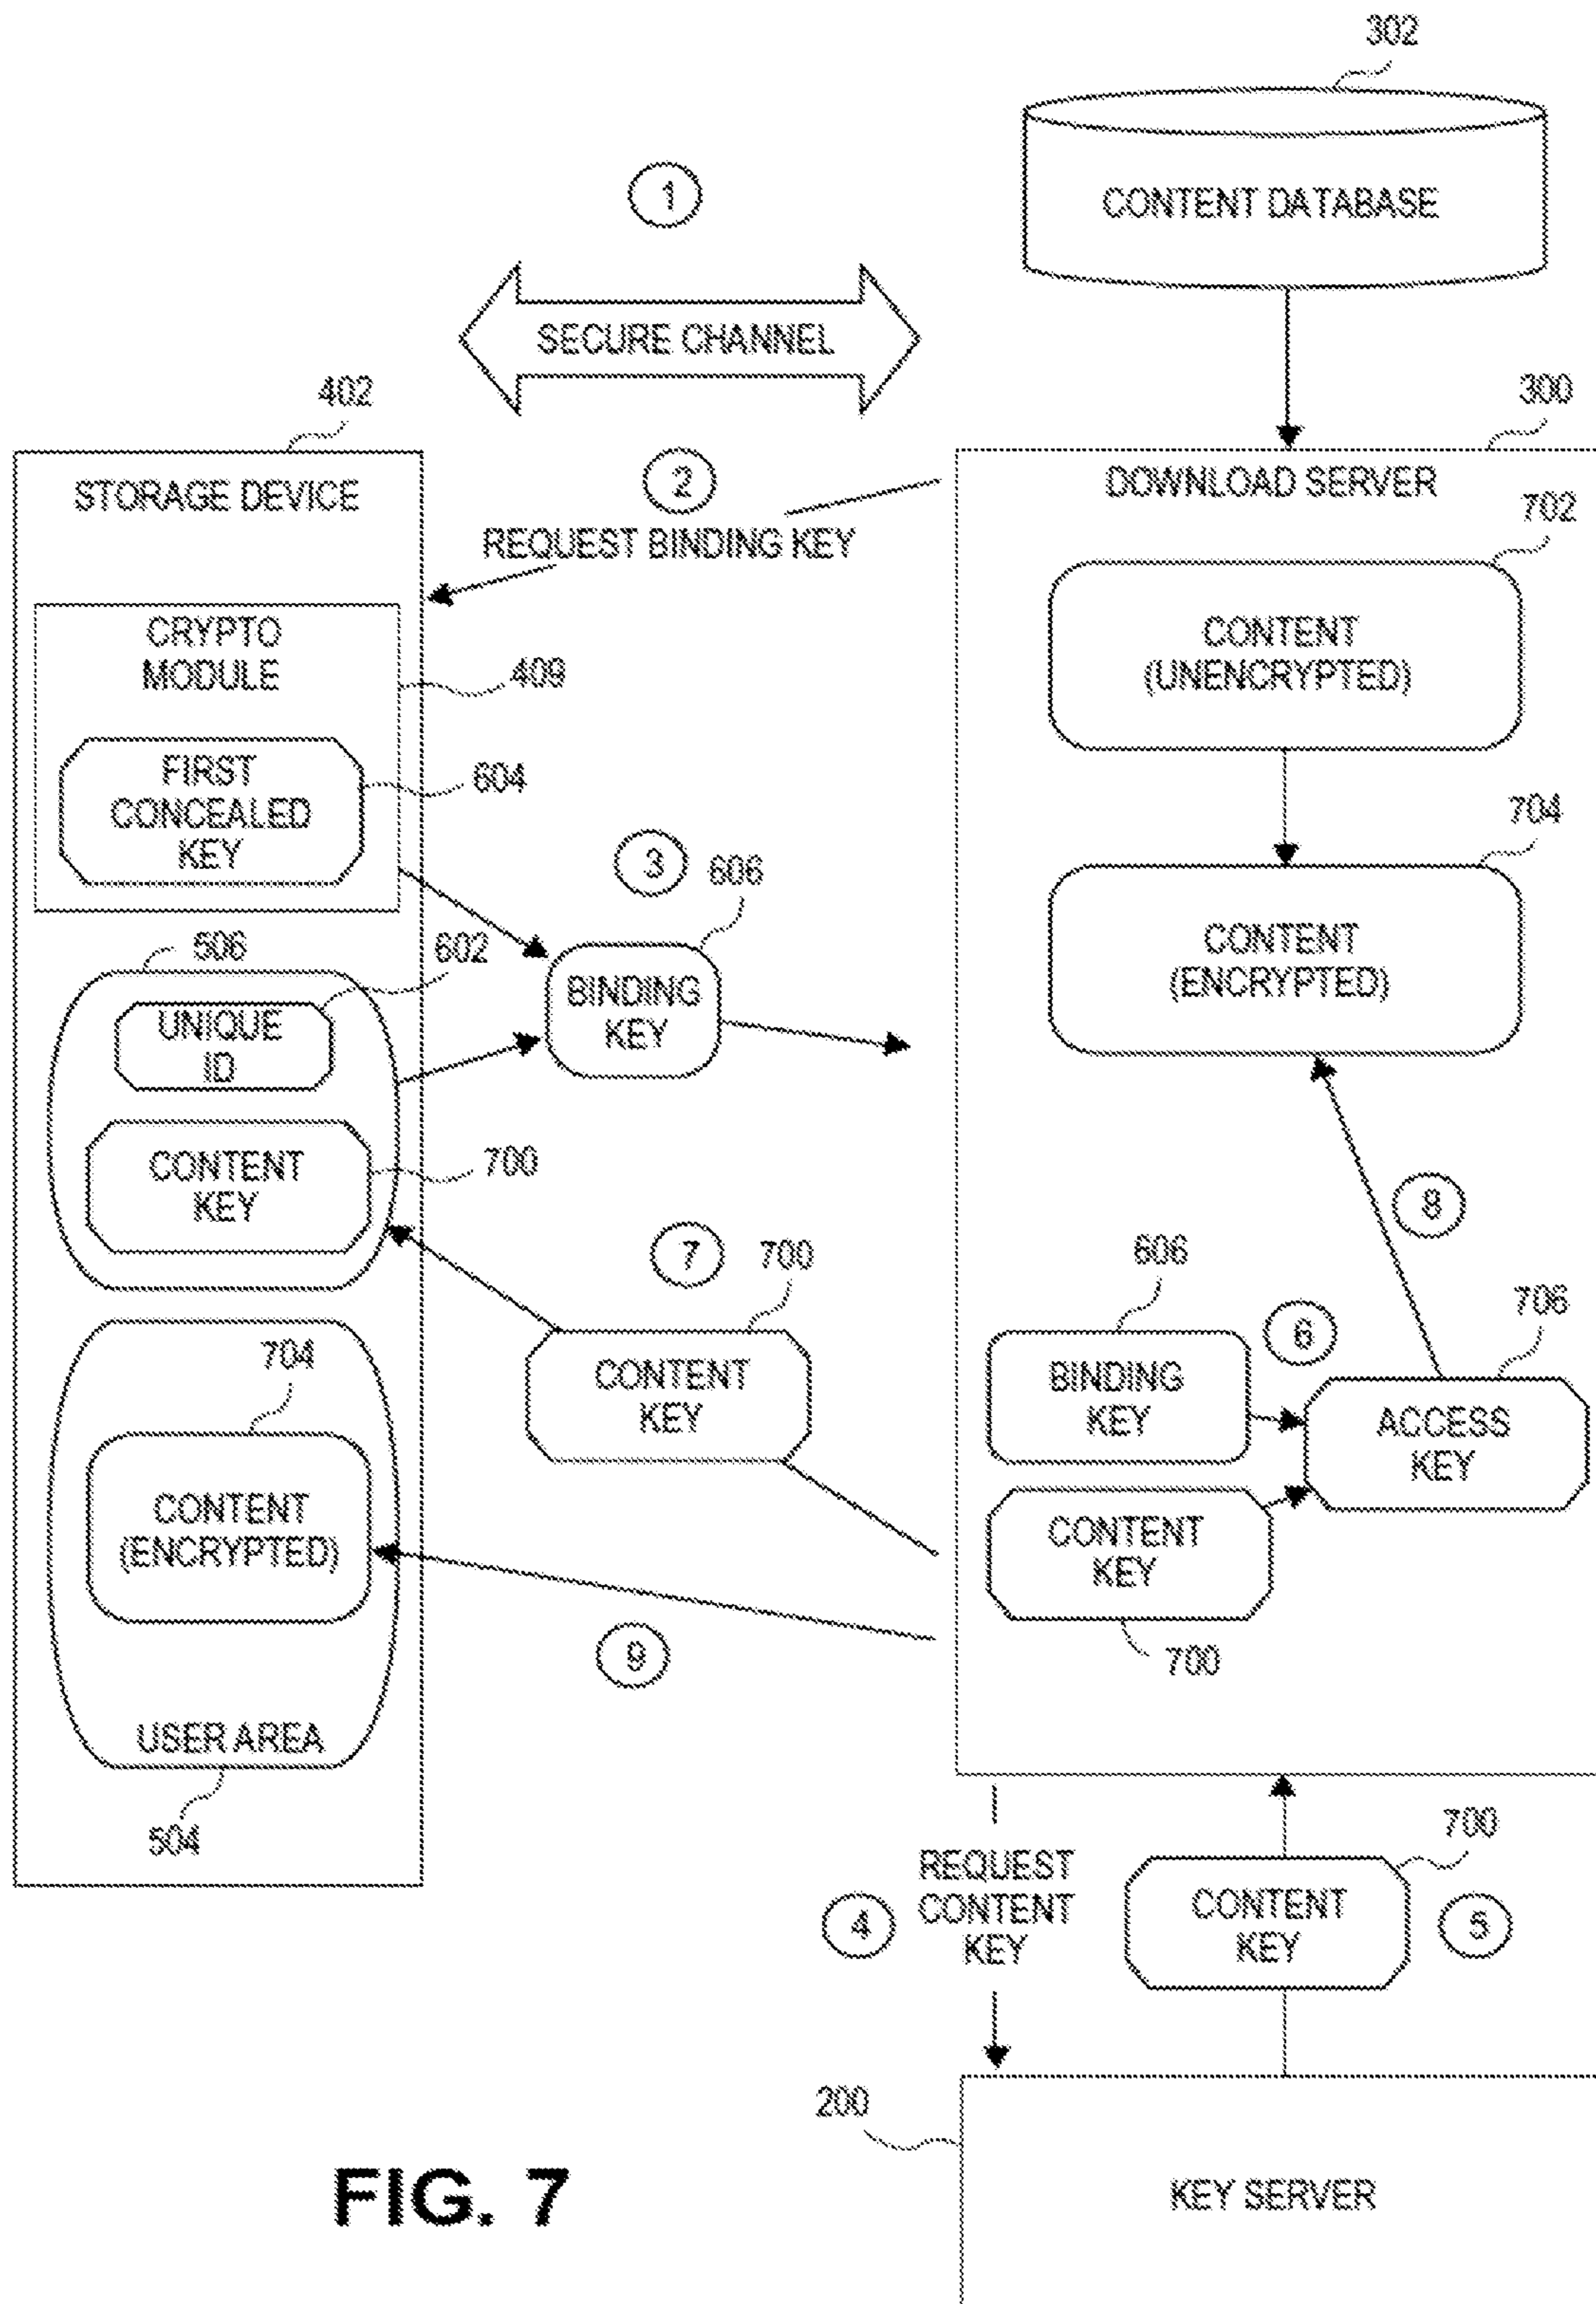 302
CONTENT DATABASE
1
SECURE CHANNEL
402
300
STORAGE DEVICE
2
REQUEST BINDING KEY
DOWNLOAD SERVER
702
CONTENT
(UNENCRYPTED)
CRYPTO
MODULE
409
FIRST
CONCEALED
KEY
604
704
CONTENT
(ENCRYPTED)
3
606
BINDING
KEY
506
602
UNIQUE
ID
CONTENT
KEY
700
7
700
CONTENT
KEY
8
606
BINDING
KEY
6
706
ACCESS
KEY
CONTENT
KEY
700
704
CONTENT
(ENCRYPTED)
9
USER AREA
504
4
REQUEST
CONTENT
KEY
700
CONTENT
KEY
5
200
KEY SERVER
FIG. 7